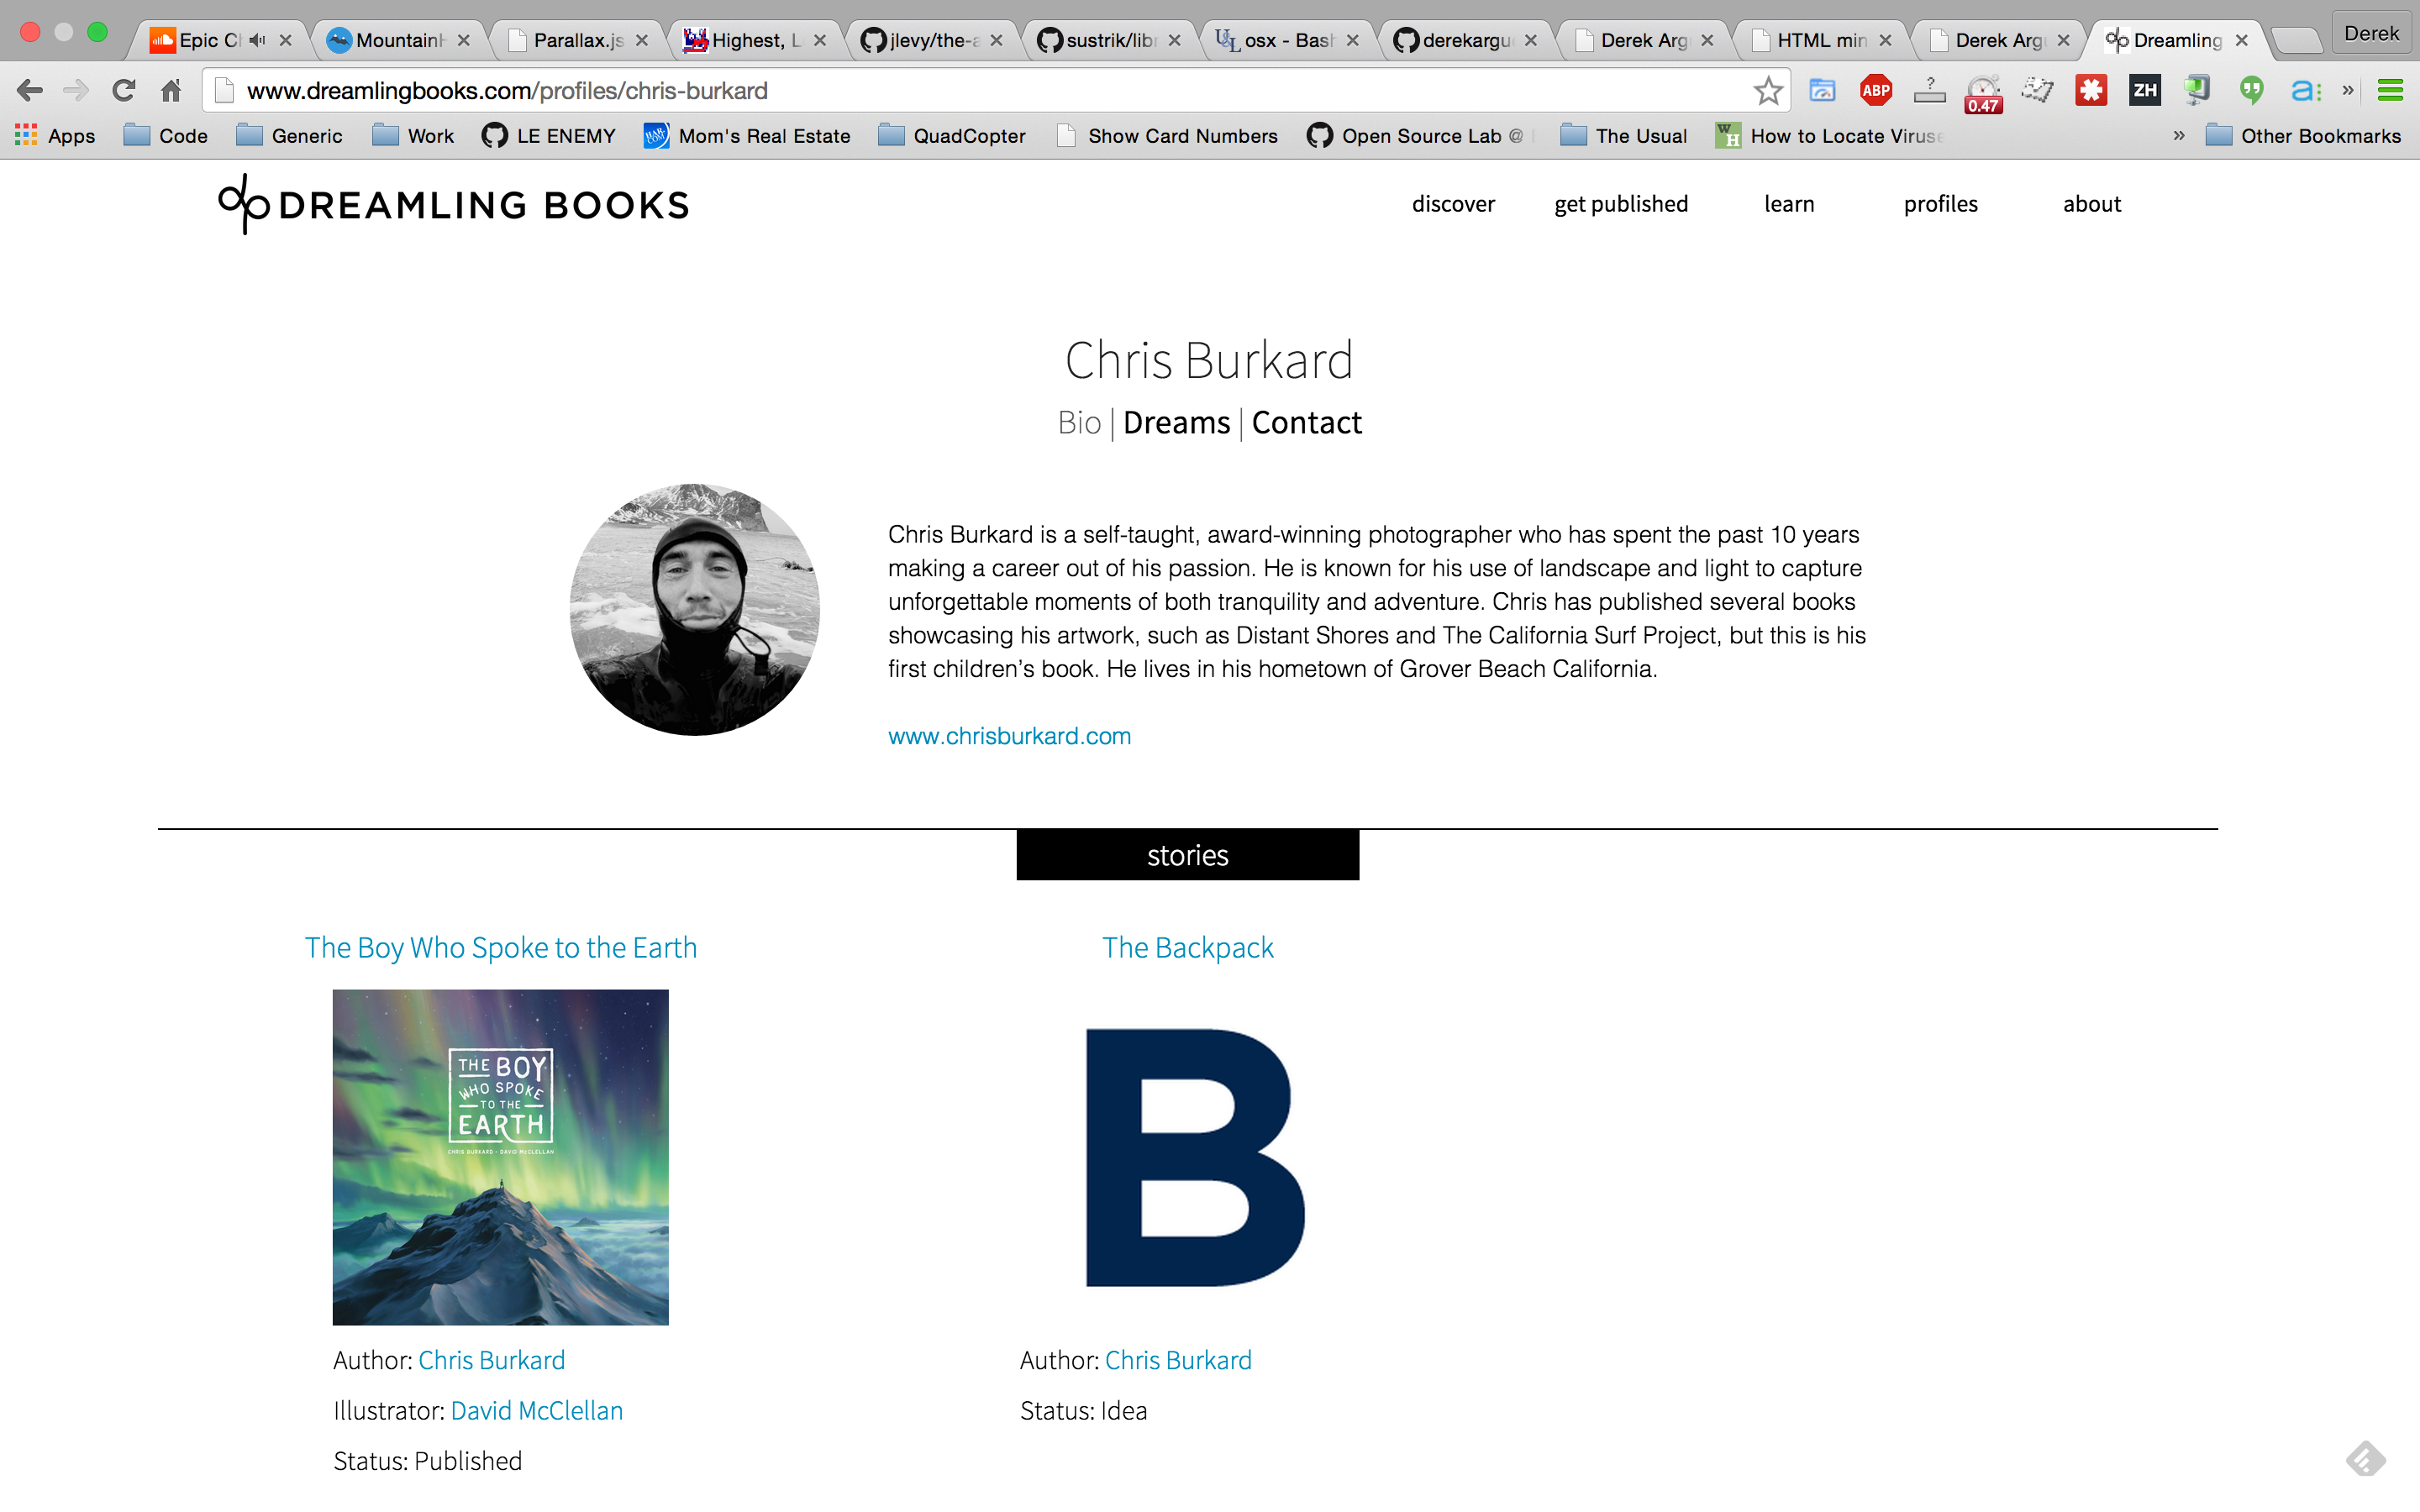 Epic Cl
Mountain
Parallax.js
Highest, L
jlevy/the-a
sustrik/lib
osx - Bash
derekargu
Derek Arg
HTML min
Derek Arg
Dreamling
Derek
www.dreamlingbooks.com/profiles/chris-burkard
ABP
?
0.47
ZH
a:
»
Apps
Code
Generic
Work
LE ENEMY
Mom's Real Estate
QuadCopter
Show Card Numbers
Open Source Lab @
The Usual
How to Locate Viruse
»
Other Bookmarks
DREAMLING BOOKS
discover
get published
learn
profiles
about
Chris Burkard
Bio | Dreams | Contact
Chris Burkard is a self-taught, award-winning photographer who has spent the past 10 years
making a career out of his passion. He is known for his use of landscape and light to capture
unforgettable moments of both tranquility and adventure. Chris has published several books
showcasing his artwork, such as Distant Shores and The California Surf Project, but this is his
first children’s book. He lives in his hometown of Grover Beach California.
www.chrisburkard.com
stories
The Boy Who Spoke to the Earth
THE BOY
WHO SPOKE
TO THE
EARTH
CHRIS BURKARD - DAVID McCLELLAN
Author: Chris Burkard
Illustrator: David McClellan
Status: Published
The Backpack
B
Author: Chris Burkard
Status: Idea